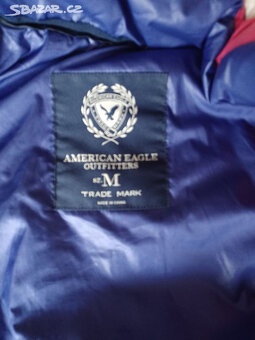 SBAZAR.CZ
AMERICAN EAGLE
OUTFITTERS
SZ. M
TRADE MARK
MADE IN CHINA